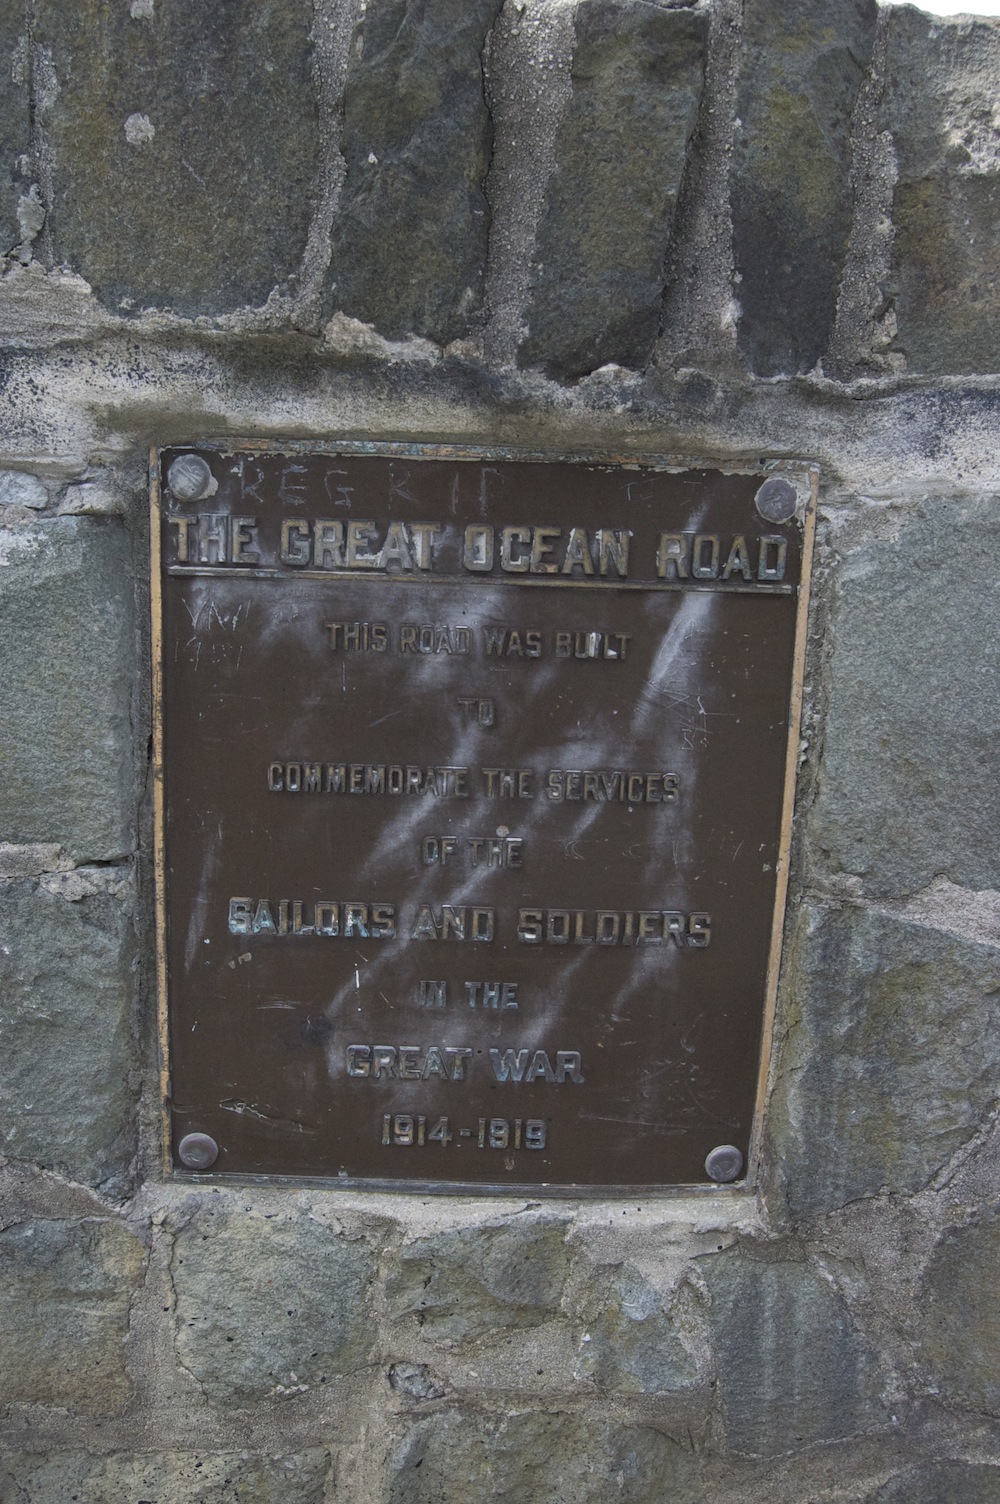 THE GREAT OCEAN ROAD
THIS ROAD WAS BUILT
TO
COMMEMORATE THE SERVICES
OF THE
SAILORS AND SOLDIERS
IN THE
GREAT WAR
1914-1919